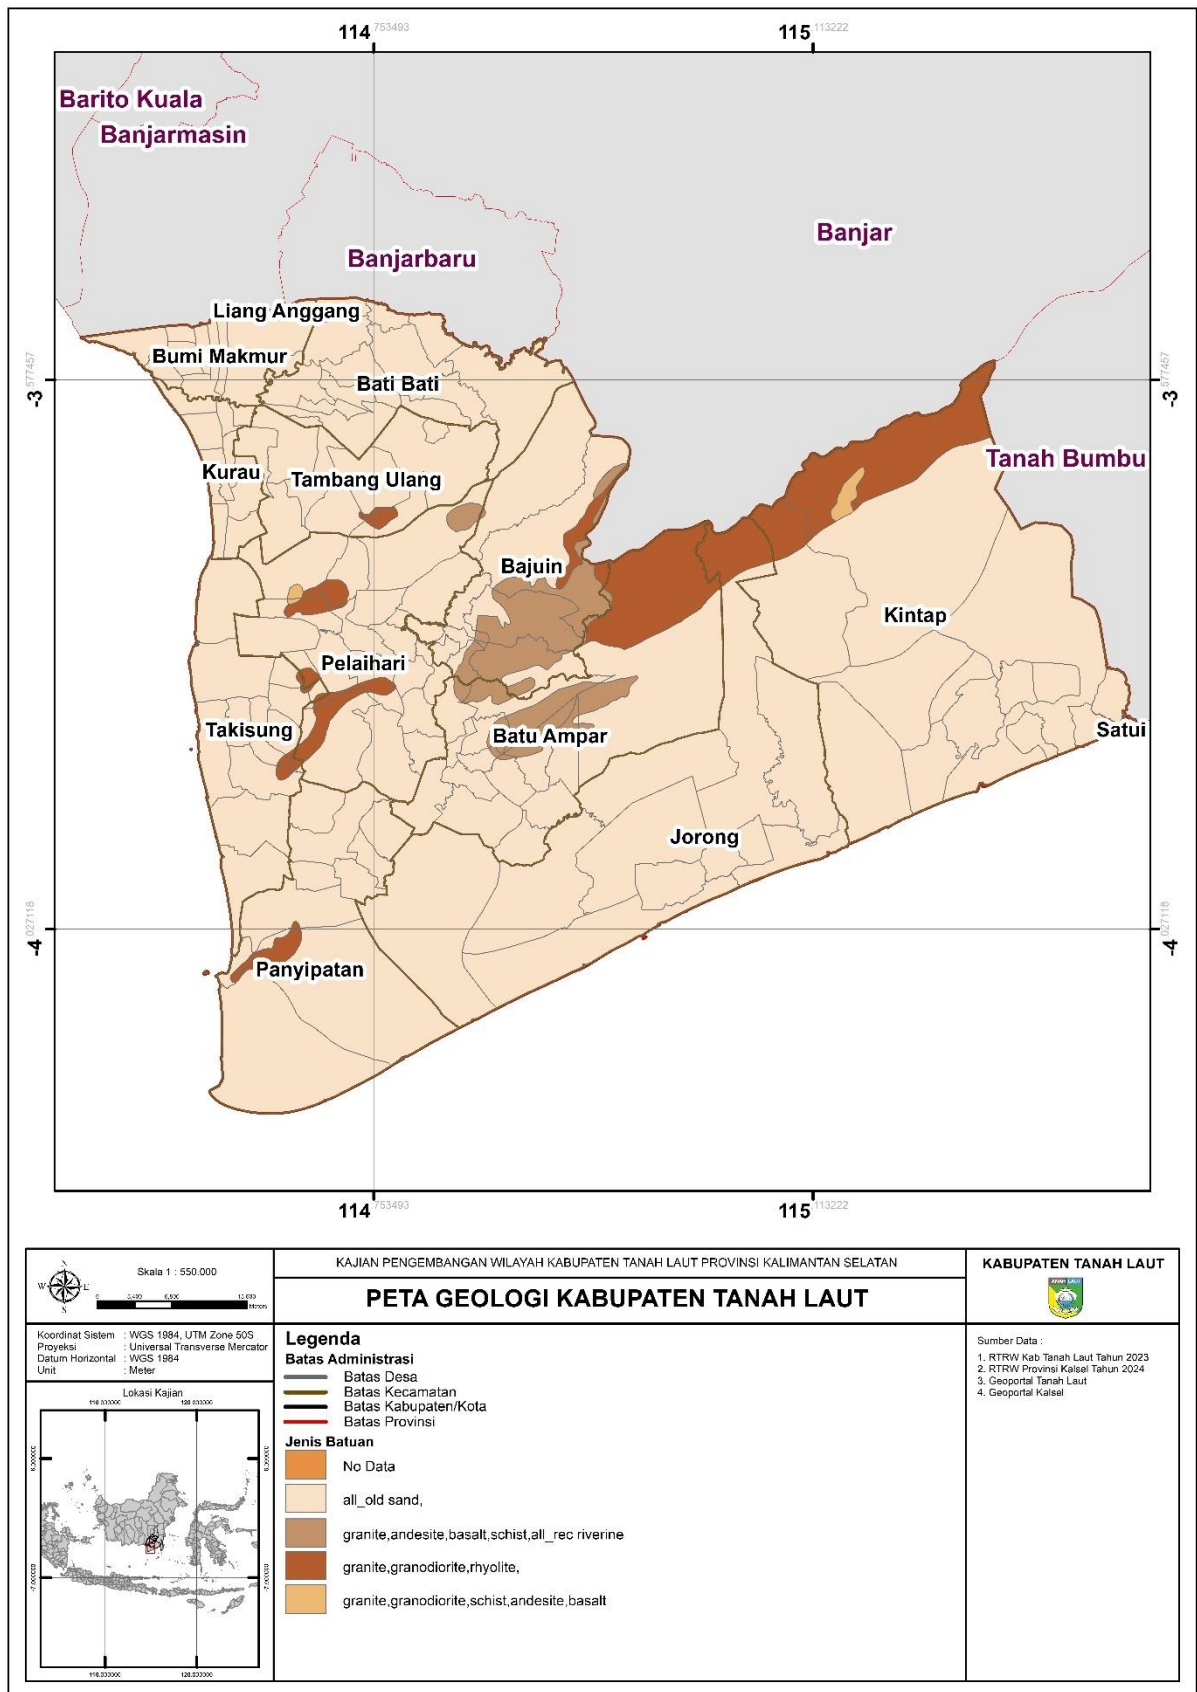 114 753493
115 113222
Barito Kuala
Banjarmasin
Banjar
Banjarbaru
Liang Anggang
Bumi Makmur
Bati Bati
-3 577457
-3 577457
Tanah Bumbu
Kurau
Tambang Ulang
Bajuin
Kintap
Pelaihari
Takisung
Batu Ampar
Satui
Jorong
-4 027118
-4 027118
Panyipatan
114 753493
115 113222
N
W E
S
Skala 1 : 550.000
Meters
KAJIAN PENGEMBANGAN WILAYAH KABUPATEN TANAH LAUT PROVINSI KALIMANTAN SELATAN
PETA GEOLOGI KABUPATEN TANAH LAUT
KABUPATEN TANAH LAUT
Koordinat Sistem : WGS 1984, UTM Zone 50S
Proyeksi : Universal Transverse Mercator
Datum Horizontal : WGS 1984
Unit : Meter
Lokasi Kajian
Legenda
Batas Administrasi
Batas Desa
Batas Kecamatan
Batas Kabupaten/Kota
Batas Provinsi
Jenis Batuan
No Data
all_old sand,
granite,andesite,basalt,schist,all_rec riverine
granite,granodiorite,rhyolite,
granite,granodiorite,schist,andesite,basalt
Sumber Data :
1. RTRW Kab Tanah Laut Tahun 2023
2. RTRW Provinsi Kalsel Tahun 2024
3. Geoportal Tanah Laut
4. Geoportal Kalsel